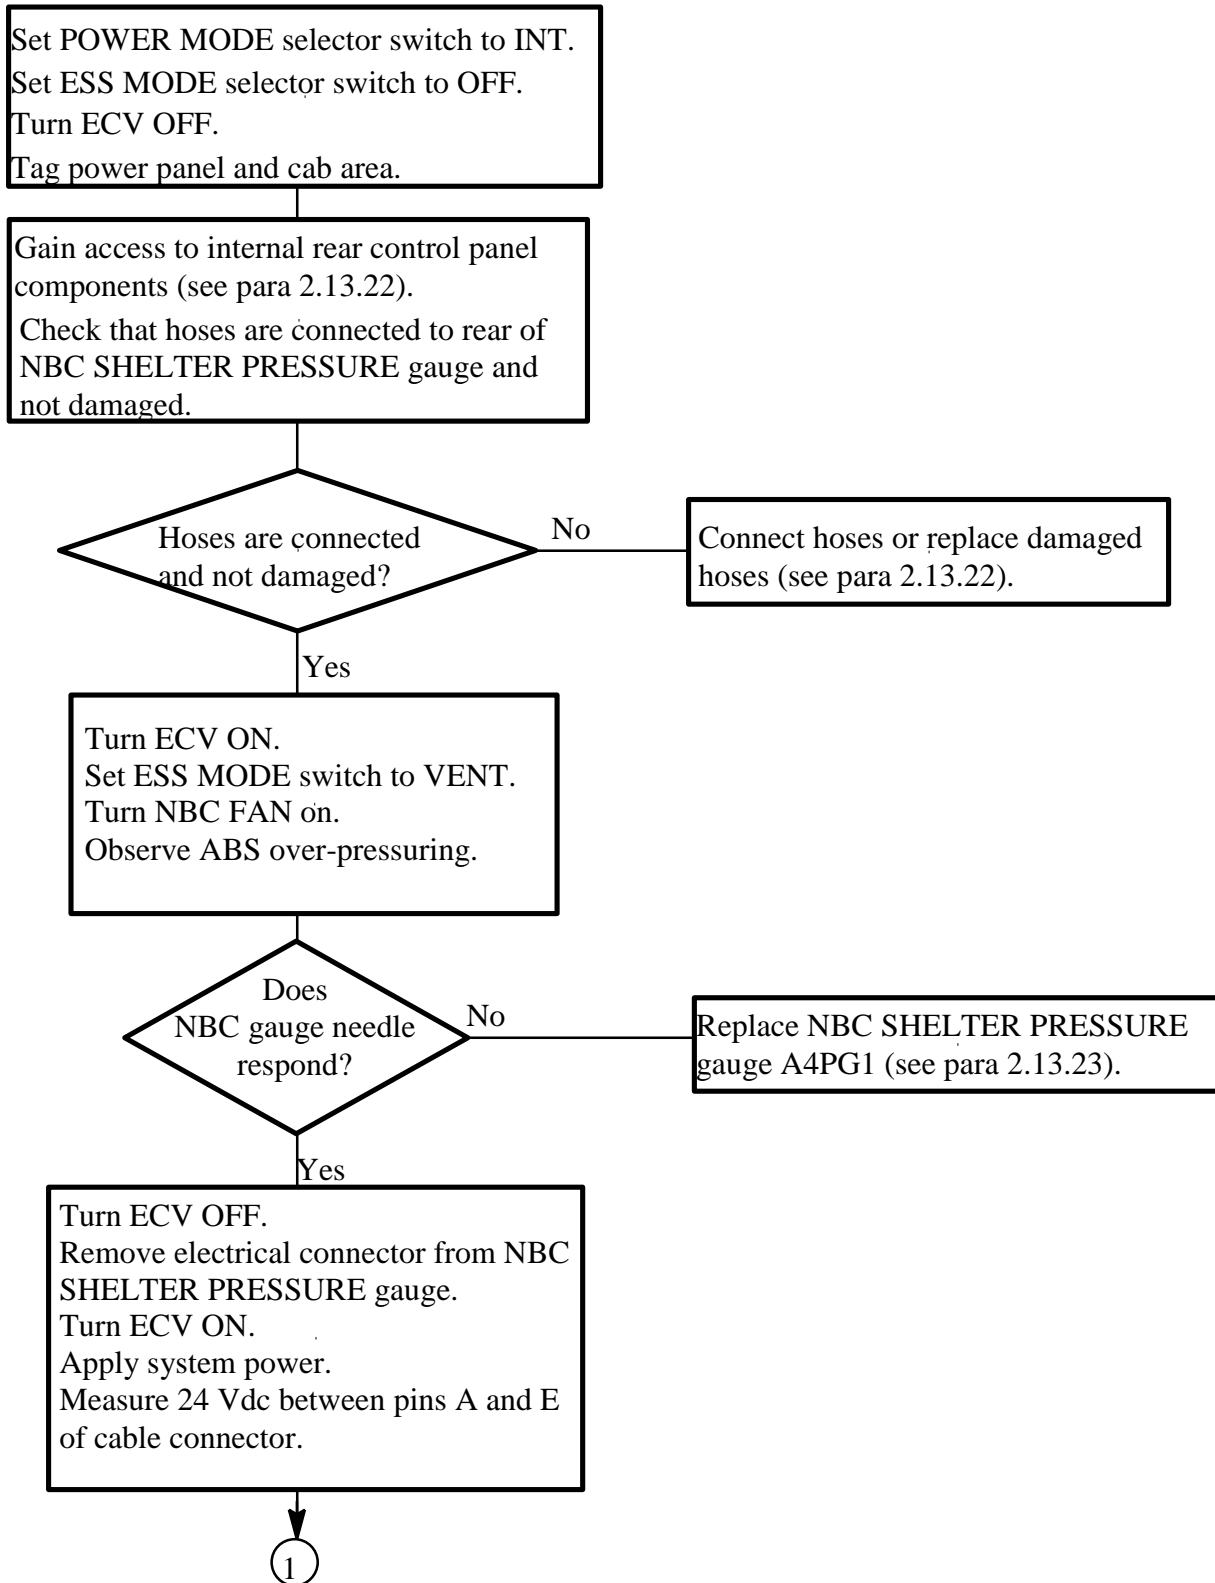 Set POWER MODE selector switch to INT.
Set ESS MODE selector switch to OFF.
Turn ECV OFF.
Tag power panel and cab area.
Gain access to internal rear control panel
components (see para 2.13.22).
Check that hoses are connected to rear of
NBC SHELTER PRESSURE gauge and
not damaged.
Hoses are connected
and not damaged?
No
Connect hoses or replace damaged
hoses (see para 2.13.22).
Yes
Turn ECV ON.
Set ESS MODE switch to VENT.
Turn NBC FAN on.
Observe ABS over-pressuring.
Does
NBC gauge needle
respond?
No
Replace NBC SHELTER PRESSURE
gauge A4PG1 (see para 2.13.23).
Yes
Turn ECV OFF.
Remove electrical connector from NBC
SHELTER PRESSURE gauge.
Turn ECV ON.
Apply system power.
Measure 24 Vdc between pins A and E
of cable connector.
1